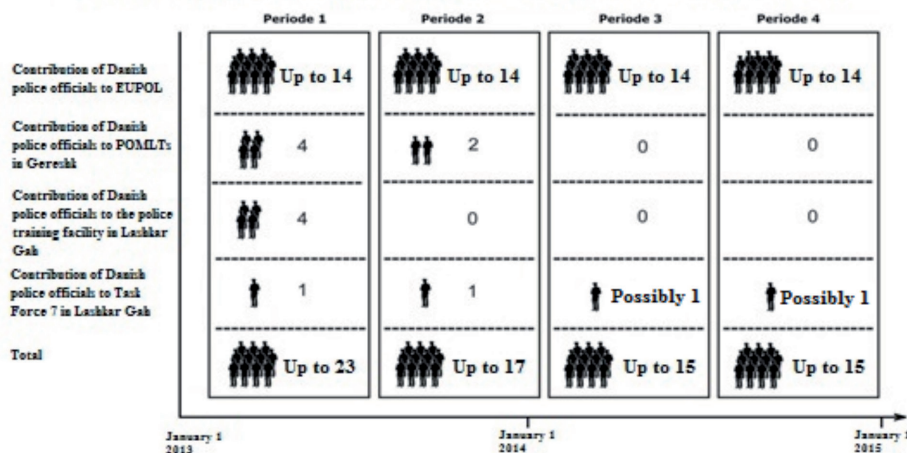 Periode 1 Periode 2 Periode 3 Periode 4
Contribution of Danish
police officials to EUPOL
Up to 14 Up to 14 Up to 14 Up to 14
Contribution of Danish
police officials to POMLTs
in Gereshk
4 2 0 0
Contribution of Danish
police officials to the police
training facility in Lashkar
Gah
4 0 0 0
Contribution of Danish
police officials to Task
Force 7 in Lashkar Gah
1 1 Possibly 1 Possibly 1
Total
Up to 23 Up to 17 Up to 15 Up to 15
January 1 January 1 January 1
2013 2014 2015